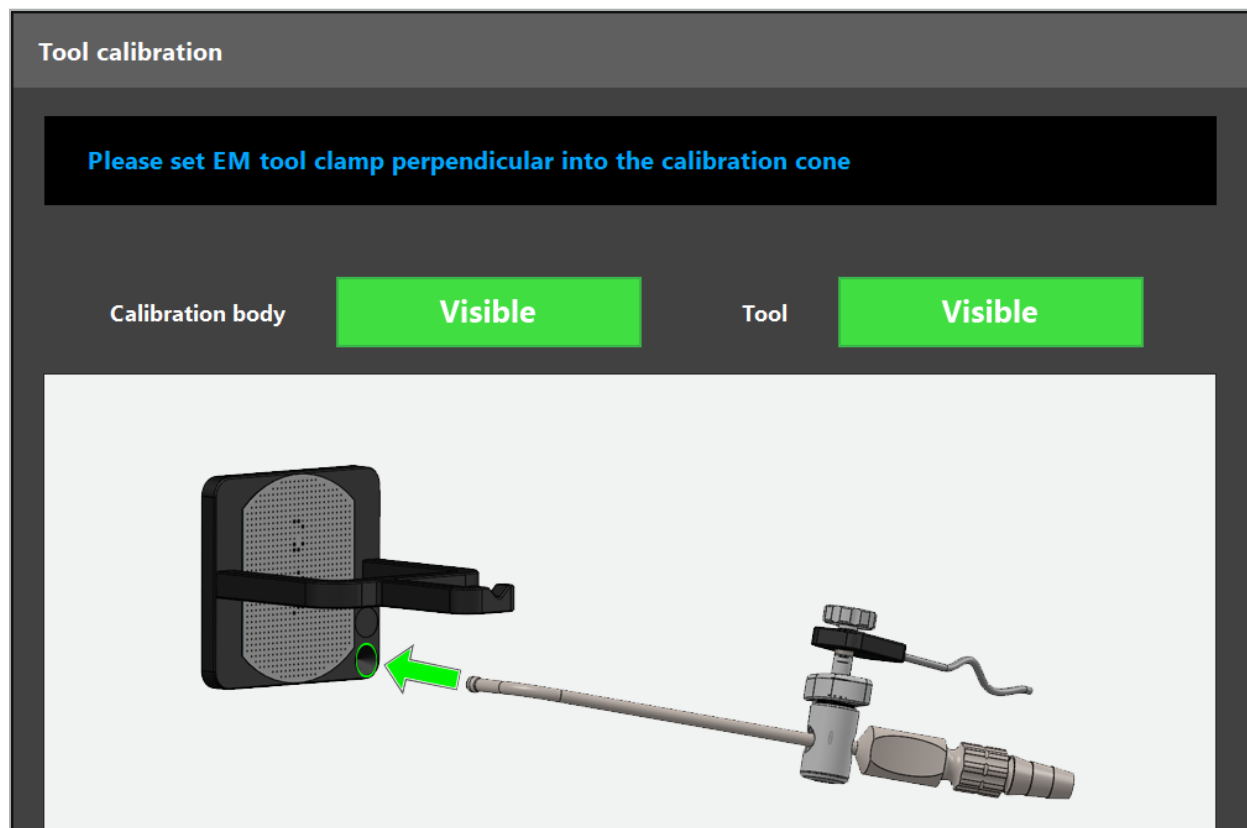 Tool calibration
Please set EM tool clamp perpendicular into the calibration cone
Calibration body
Visible
Tool
Visible